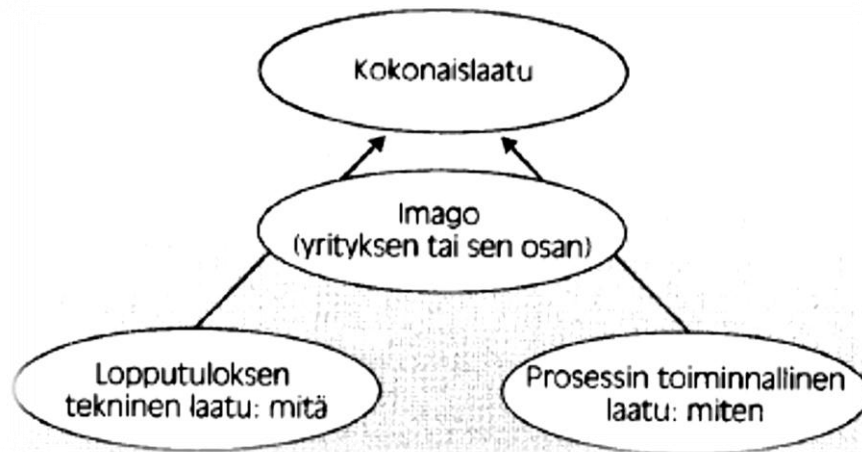 Kokonaislaatu
Imago
(yrityksen tai sen osan)
Lopputuloksen
tekninen laatu: mitä
Prosessin toiminnallinen
laatu: miten